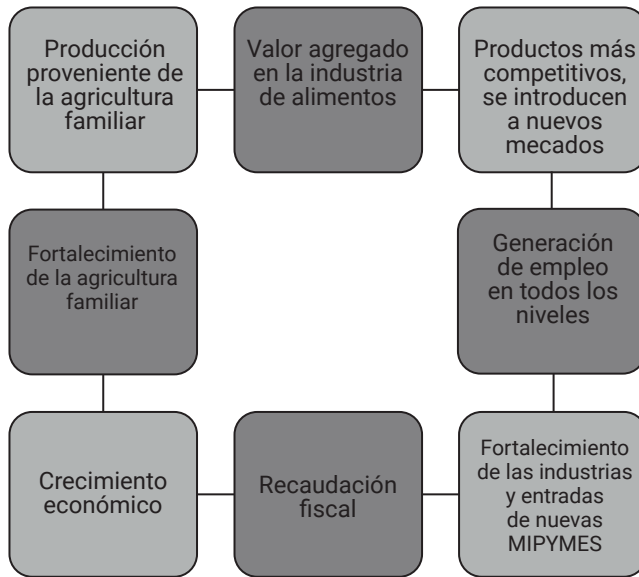 Producción
proveniente de
la agricultura
familiar
Valor agregado
en la industria
de alimentos
Productos más
competitivos,
se introducen
a nuevos
mecados
Fortalecimiento
de la agricultura
familiar
Generación
de empleo
en todos los
niveles
Crecimiento
económico
Recaudación
fiscal
Fortalecimiento
de las industrias
y entradas
de nuevas
MIPYMES